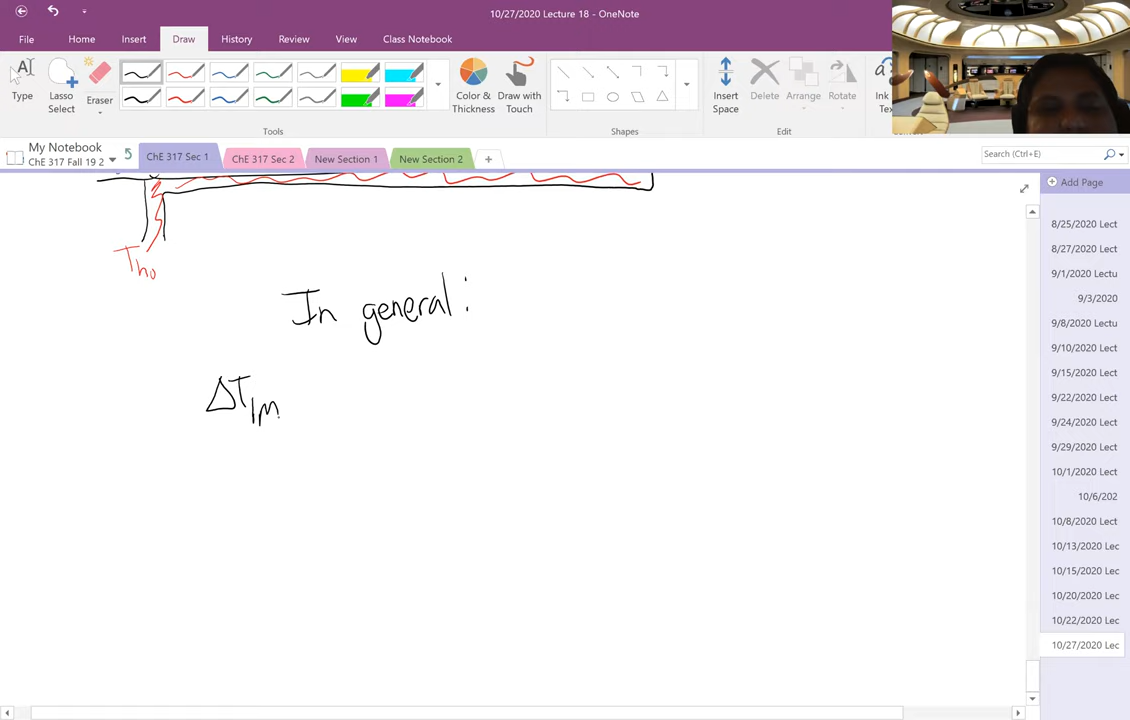 10/27/2020 Lecture 18 - OneNote
File Home Insert Draw History Review View Class Notebook
Type
Lasso
Select
Eraser
Color &
Thickness
Draw with
Touch
Insert
Space
Delete
Arrange
Rotate
Ink
Tex
Tools
Shapes
Edit
My Notebook
ChE 317 Fall 19 2
ChE 317 Sec 1
ChE 317 Sec 2
New Section 1
New Section 2
Search (Ctrl+E)
Add Page
8/25/2020 Lect
8/27/2020 Lect
9/1/2020 Lectu
9/3/2020
9/8/2020 Lectu
9/10/2020 Lect
9/15/2020 Lect
9/22/2020 Lect
9/24/2020 Lect
9/29/2020 Lect
10/1/2020 Lect
10/6/202
10/8/2020 Lect
10/13/2020 Lec
10/15/2020 Lec
10/20/2020 Lec
10/22/2020 Lec
10/27/2020 Lec
Tho
In general:
ΔTlm